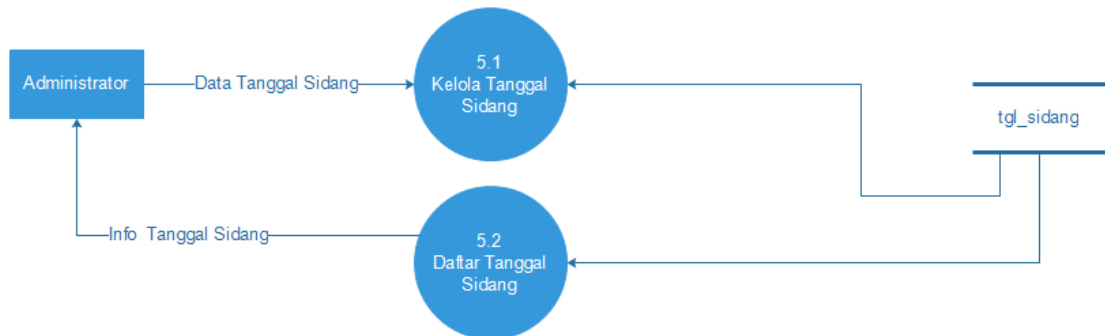 Administrator
Data Tanggal Sidang
5.1
Kelola Tanggal
Sidang
tgl_sidang
Info Tanggal Sidang
5.2
Daftar Tanggal
Sidang